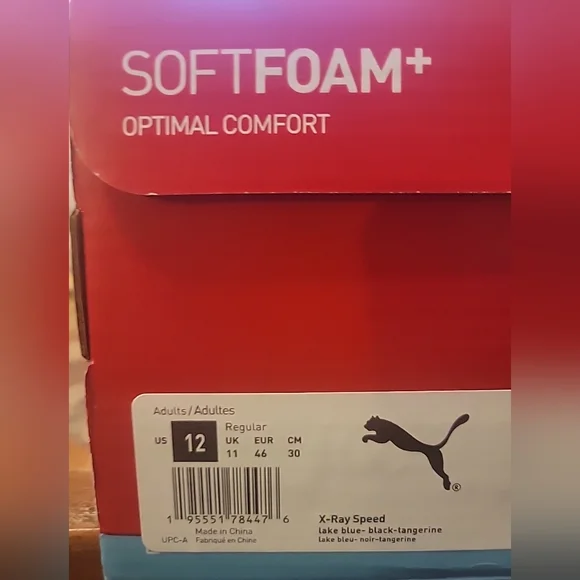 SOFTFOAM+
OPTIMAL COMFORT
Adults/Adultes
Regular
US 12 UK EUR CM
11 46 30
1 95551 78447 6
UPC-A Made in China
Fabriqué en Chine
®
X-Ray Speed
lake blue- black-tangerine
lake bleu- noir-tangerine